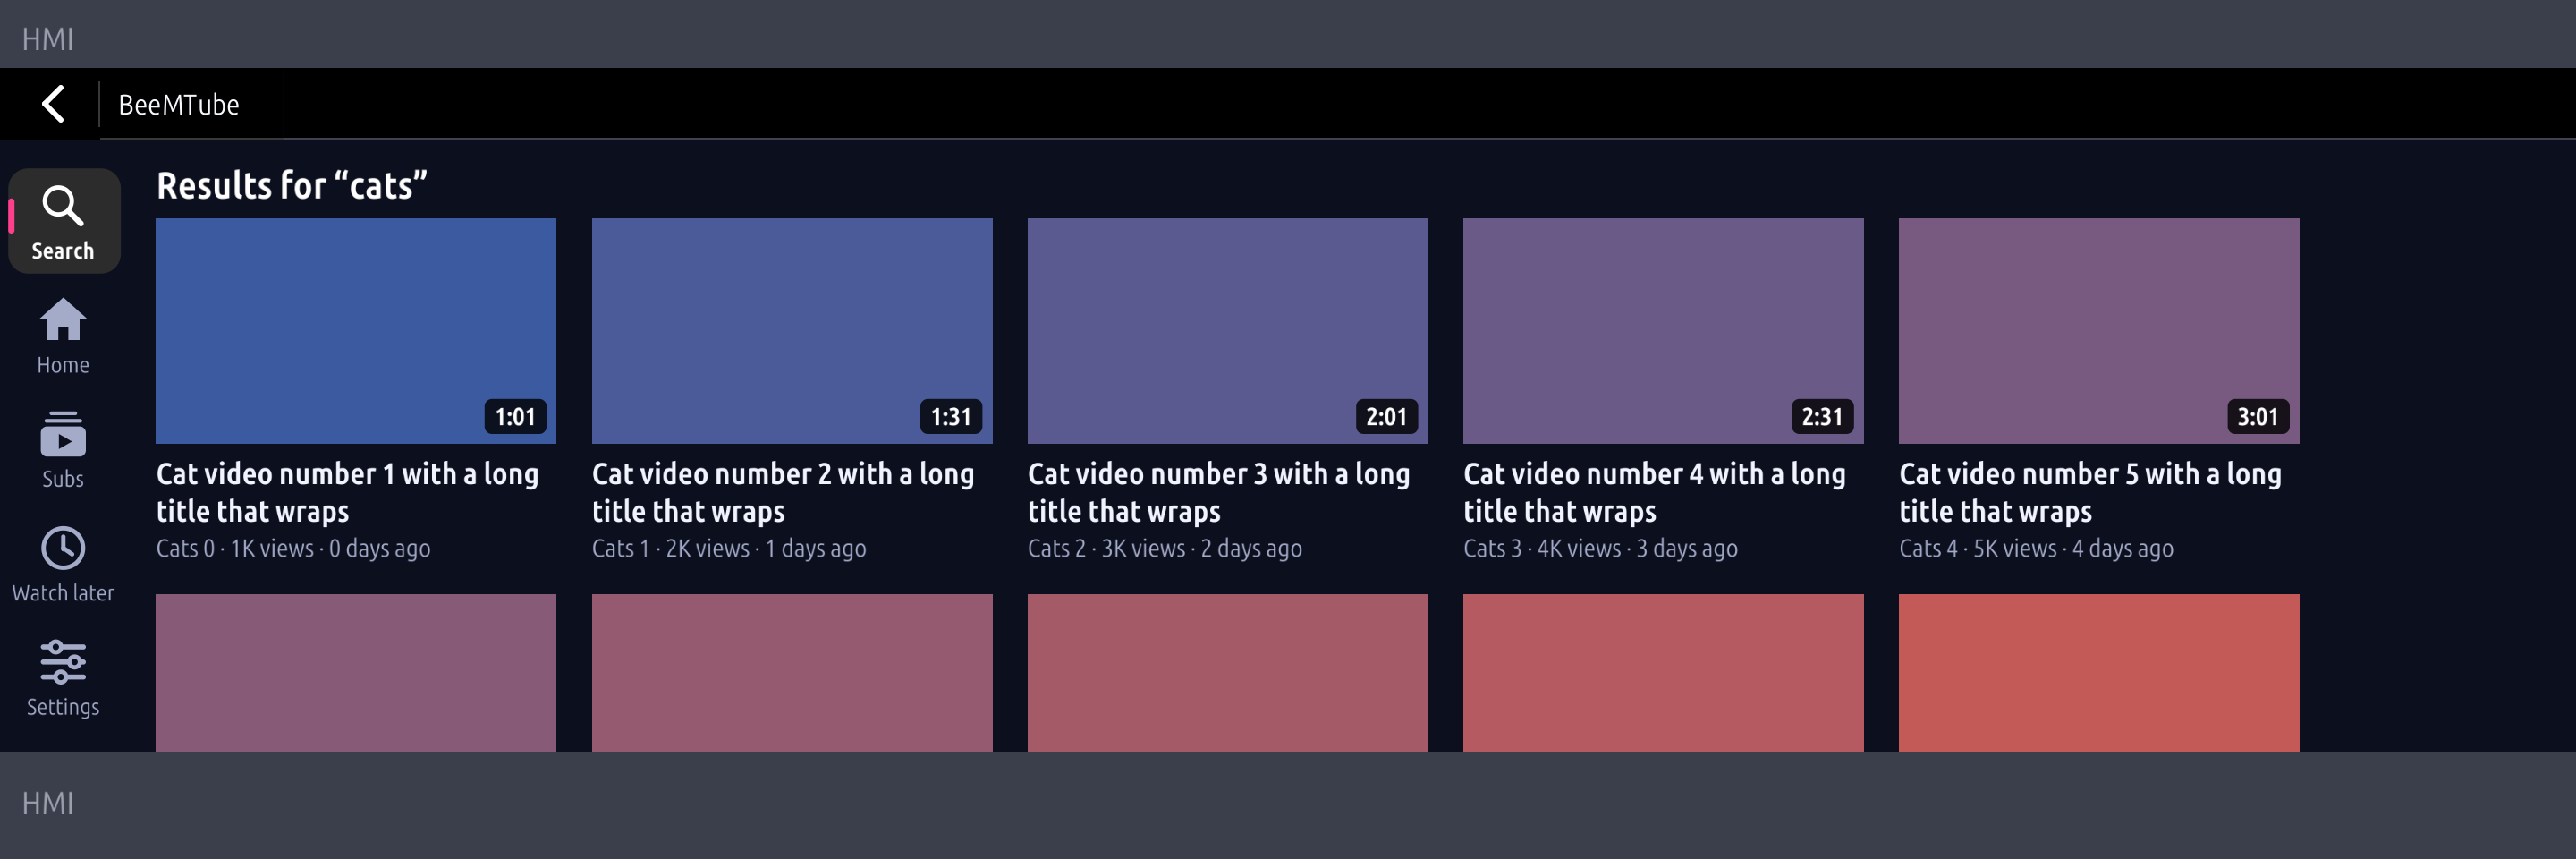 HMI
BeeMTube
Search
Home
Subs
Watch later
Settings
Results for “cats”
1:01
Cat video number 1 with a long
title that wraps
Cats 0 · 1K views · 0 days ago
1:31
Cat video number 2 with a long
title that wraps
Cats 1 · 2K views · 1 days ago
2:01
Cat video number 3 with a long
title that wraps
Cats 2 · 3K views · 2 days ago
2:31
Cat video number 4 with a long
title that wraps
Cats 3 · 4K views · 3 days ago
3:01
Cat video number 5 with a long
title that wraps
Cats 4 · 5K views · 4 days ago
HMI